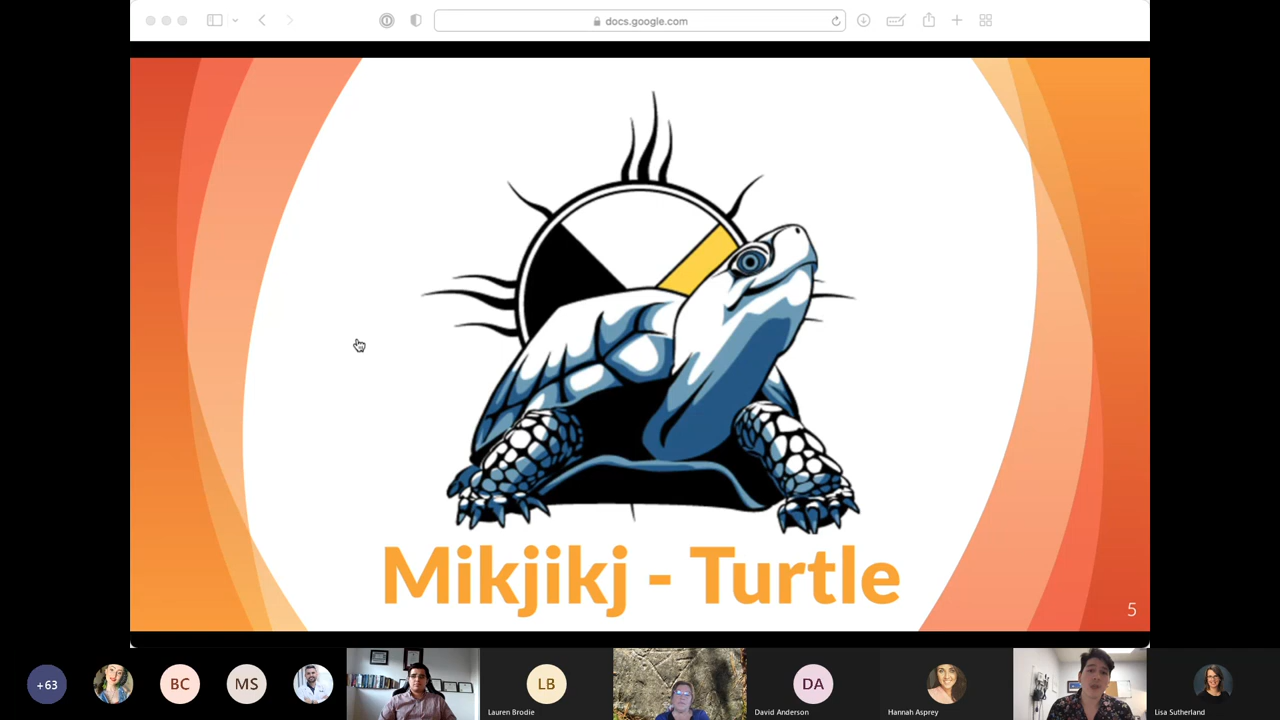 docs.google.com
Mikjikj - Turtle
5
+63
BC
MS
LB
Lauren Brodie
DA
David Anderson
Hannah Asprey
Lisa Sutherland